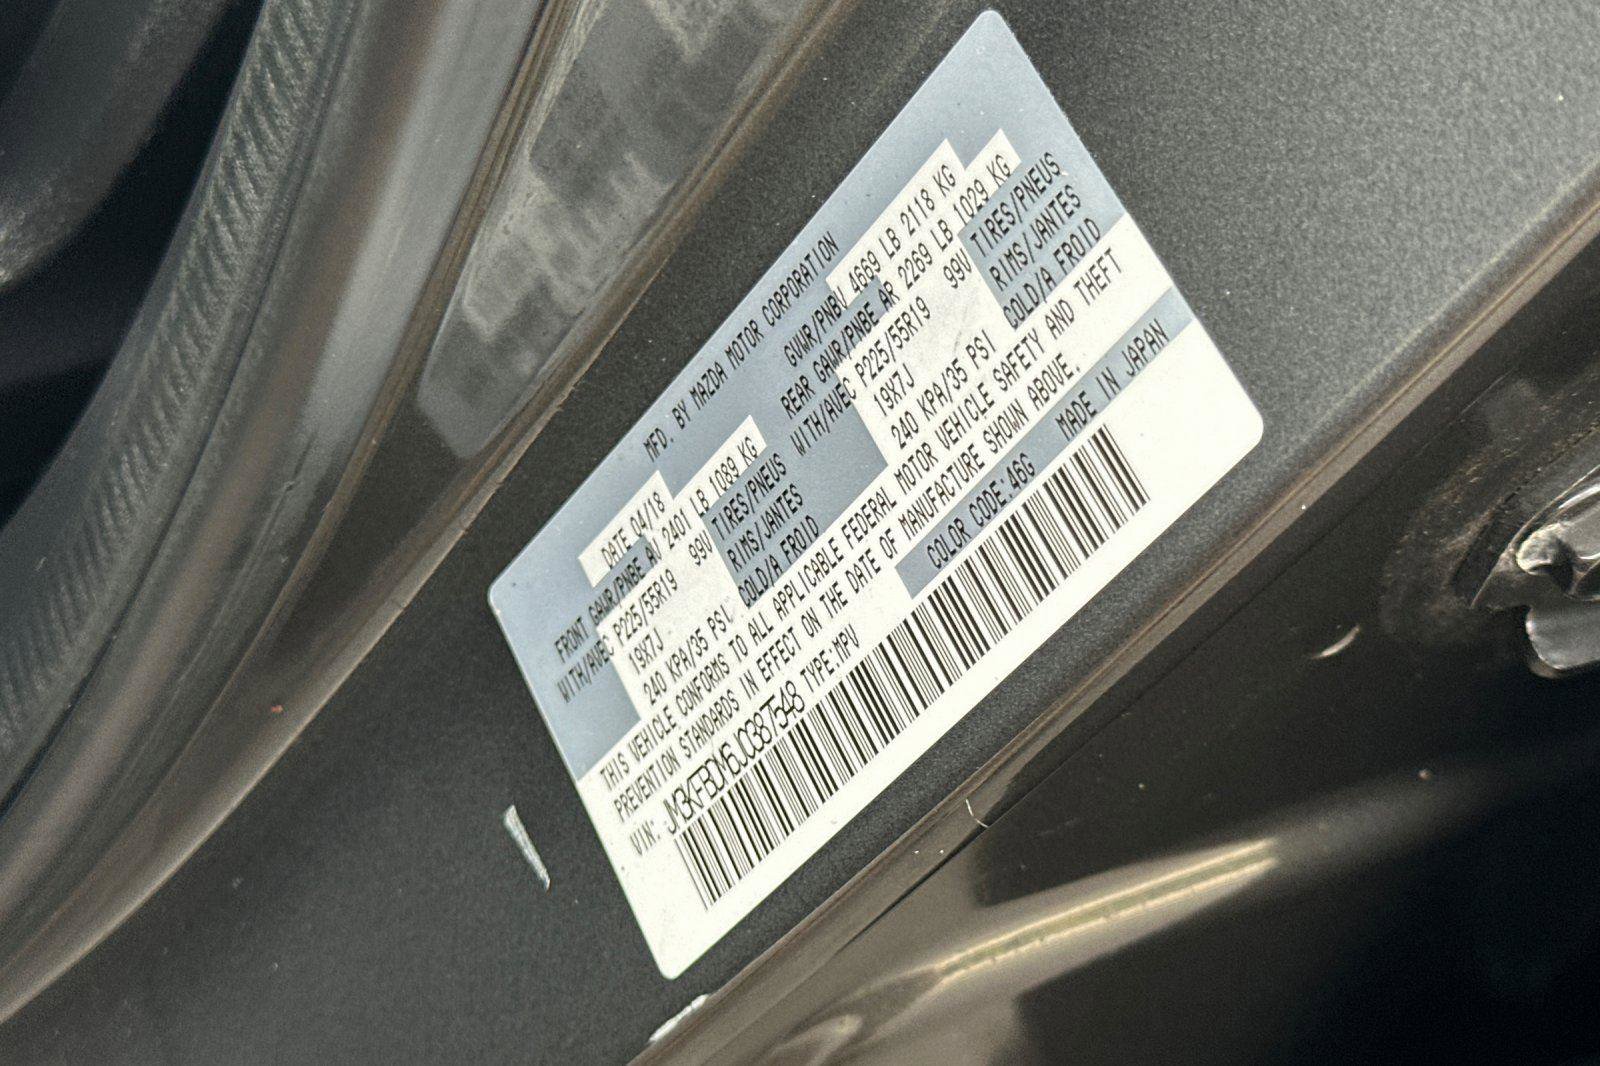 MFD. BY MAZDA MOTOR CORPORATION
DATE 04/18 GVWR/PNBV 4669 LB 2118 KG
FRONT GAWR/PNBE AV 2401 LB 1089 KG REAR GAWR/PNBE AR 2269 LB 1029 KG
WITH/AVEC P225/55R19 99V TIRES/PNEUS WITH/AVEC P225/55R19 99V TIRES/PNEUS
19X7J RIMS/JANTES 19X7J RIMS/JANTES
240 KPA/35 PSI COLD/A FROID 240 KPA/35 PSI COLD/A FROID
THIS VEHICLE CONFORMS TO ALL APPLICABLE FEDERAL MOTOR VEHICLE SAFETY AND THEFT
PREVENTION STANDARDS IN EFFECT ON THE DATE OF MANUFACTURE SHOWN ABOVE.
VIN: JM3KFBDM6J0387548 TYPE:MPV COLOR CODE:46G MADE IN JAPAN